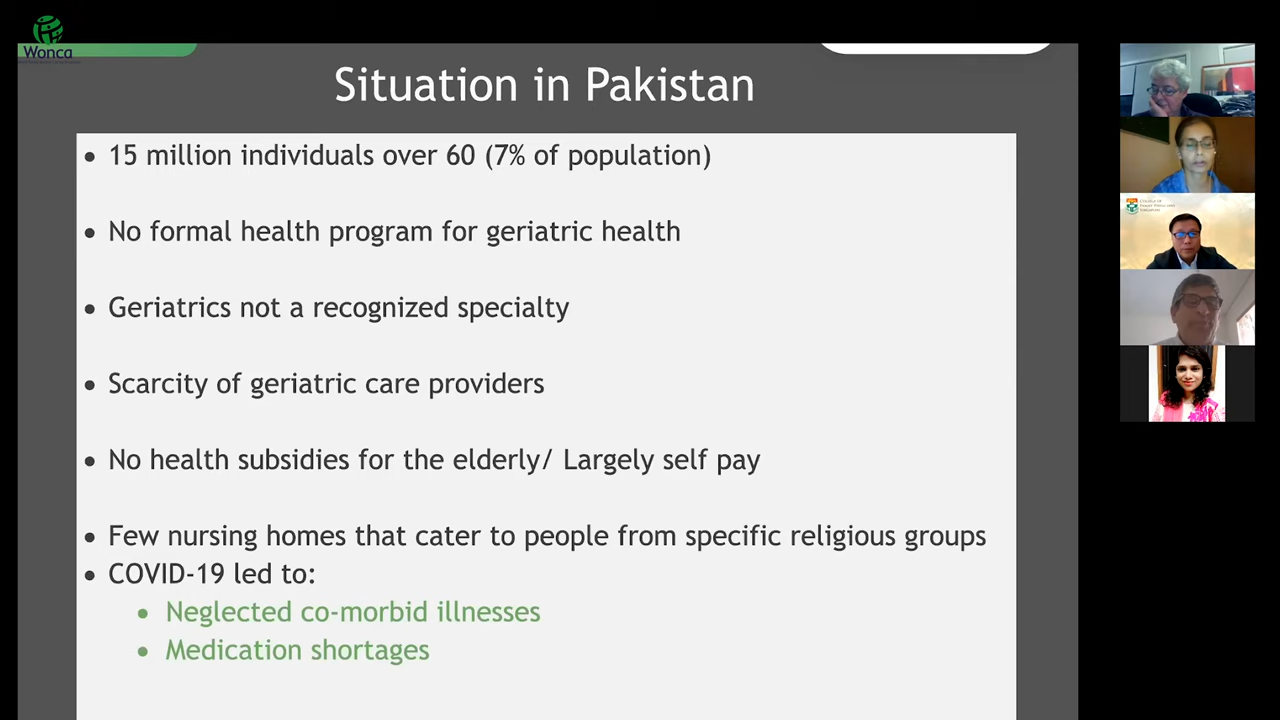 Wonca
Situation in Pakistan
• 15 million individuals over 60 (7% of population)
• No formal health program for geriatric health
• Geriatrics not a recognized specialty
• Scarcity of geriatric care providers
• No health subsidies for the elderly/ Largely self pay
• Few nursing homes that cater to people from specific religious groups
• COVID-19 led to:
• Neglected co-morbid illnesses
• Medication shortages